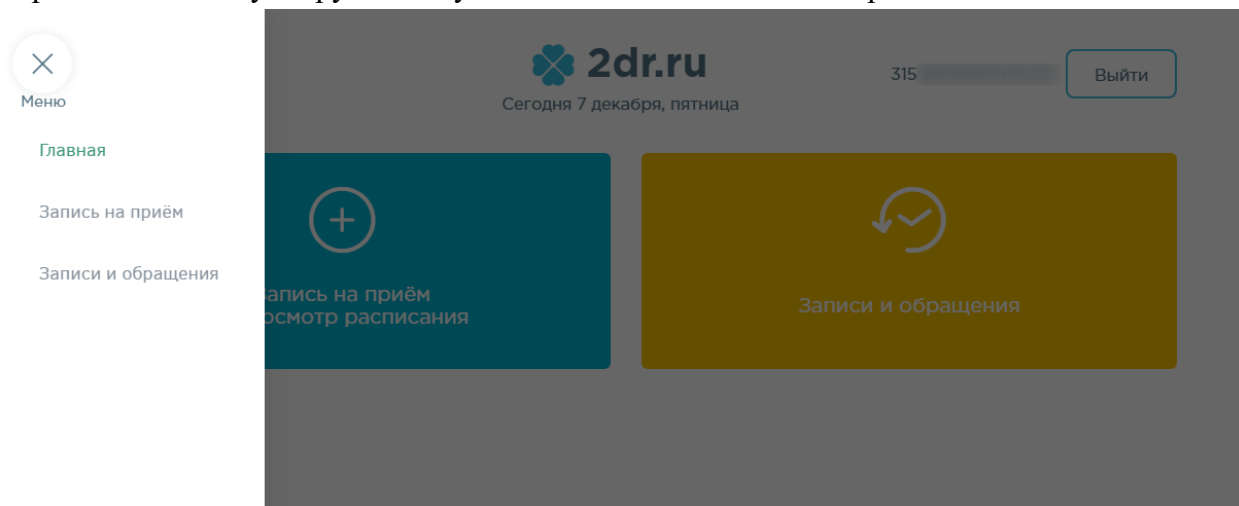 Меню
Главная
Запись на приём
Записи и обращения
2dr.ru
Сегодня 7 декабря, пятница
315
Выйти
апись на приём
осмотр расписания
Записи и обращения